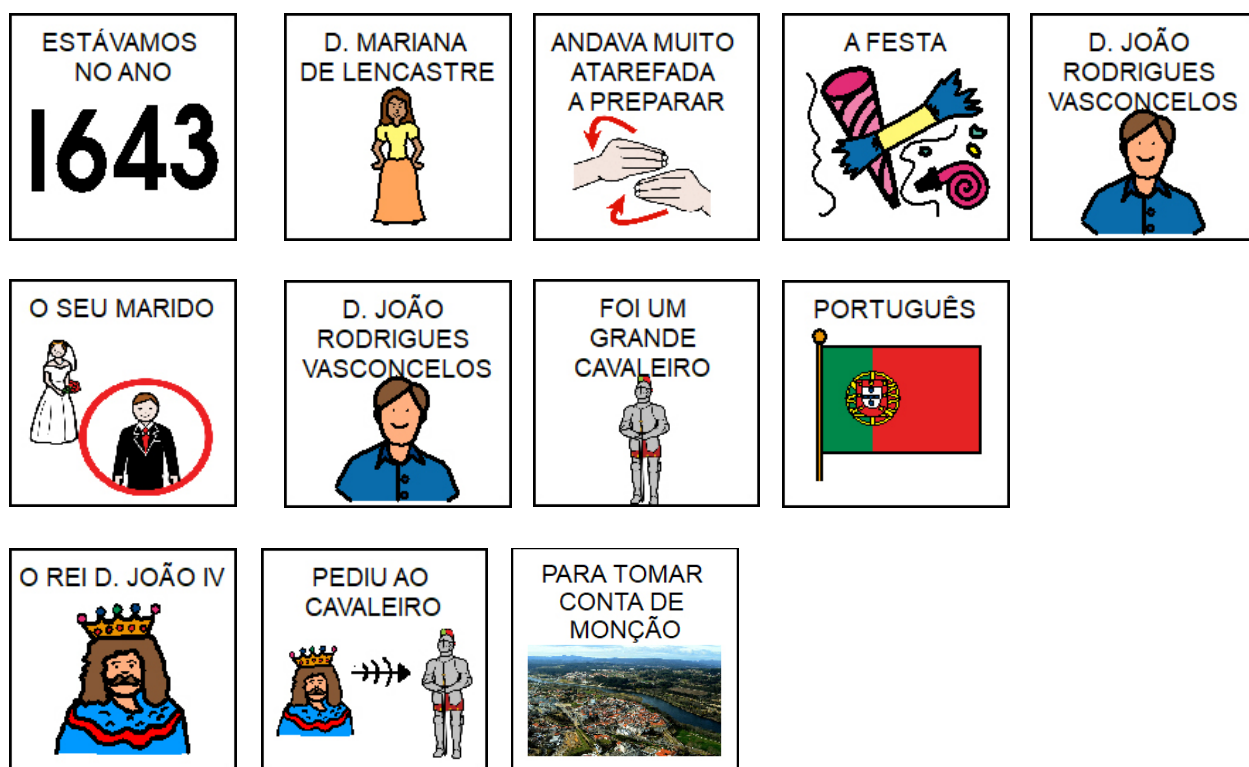 ESTÁVAMOS
NO ANO
1643
D. MARIANA
DE LENCASTRE
ANDAVA MUITO
ATAREFADA
A PREPARAR
A FESTA
D. JOÃO
RODRIGUES
VASCONCELOS
O SEU MARIDO
D. JOÃO
RODRIGUES
VASCONCELOS
FOI UM
GRANDE
CAVALEIRO
PORTUGUÊS
O REI D. JOÃO IV
PEDIU AO
CAVALEIRO
PARA TOMAR
CONTA DE
MONÇÃO